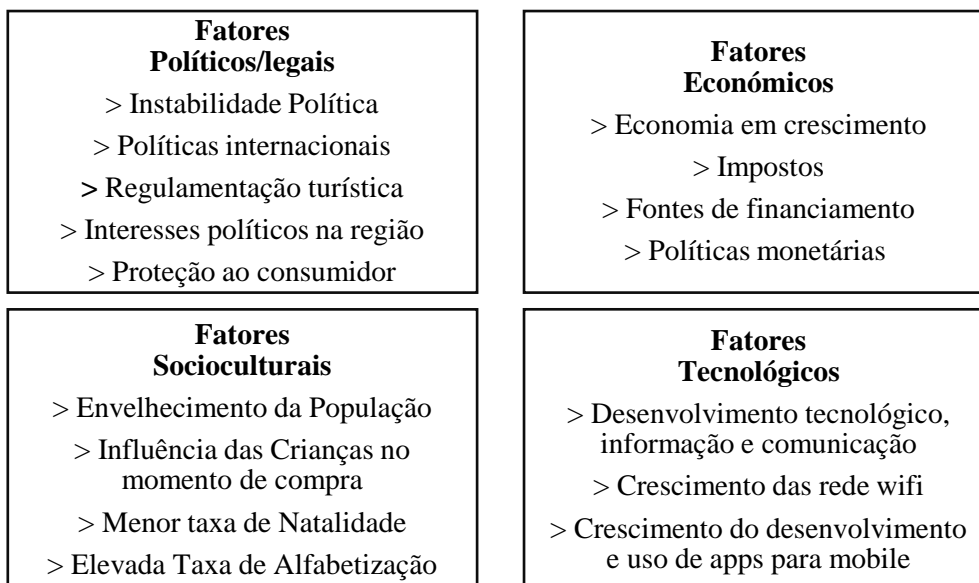 Fatores
Políticos/legais
> Instabilidade Política
> Políticas internacionais
> Regulamentação turística
> Interesses políticos na região
> Proteção ao consumidor
Fatores
Económicos
> Economia em crescimento
> Impostos
> Fontes de financiamento
> Políticas monetárias
Fatores
Socioculturais
> Envelhecimento da População
> Influência das Crianças no
momento de compra
> Menor taxa de Natalidade
> Elevada Taxa de Alfabetização
Fatores
Tecnológicos
> Desenvolvimento tecnológico,
informação e comunicação
> Crescimento das rede wifi
> Crescimento do desenvolvimento
e uso de apps para mobile